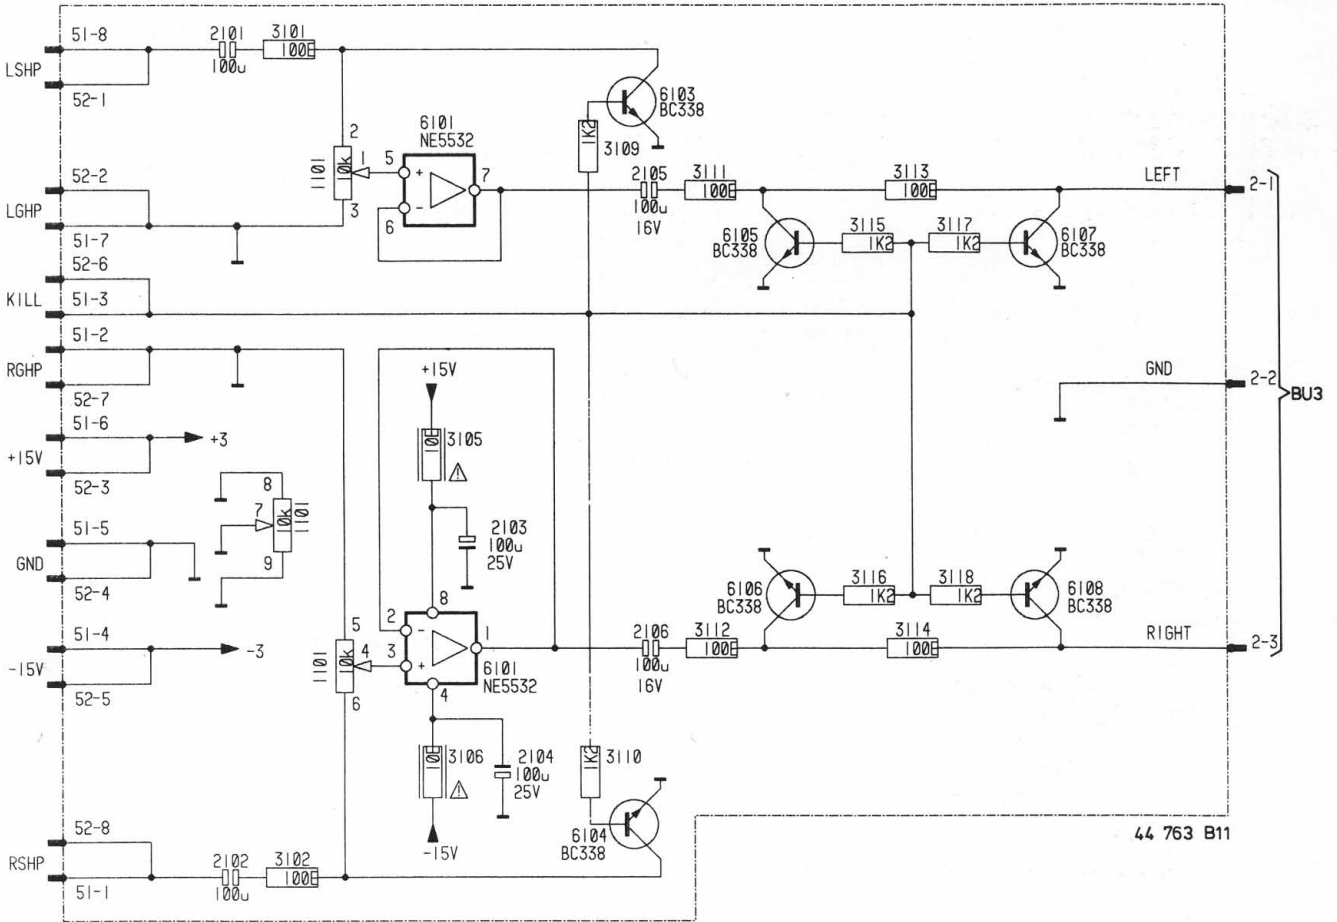 51-8
LSHP
52-1
2101
100u
3101
100E
2
1101
10k
1
3
6101
NE5532
5
+
7
-
6
6103
BC338
1K2
3109
52-2
LGHP
51-7
2105
100u
16V
3111
100E
3113
100E
LEFT
2-1
6105
BC338
3115
1K2
3117
1K2
6107
BC338
52-6
KILL
51-3
51-2
RGHP
52-7
GND
2-2
BU3
51-6
+15V
52-3
+3
+15V
10E
3105
8
7
10k
1101
9
51-5
GND
52-4
2103
100u
25V
8
51-4
-15V
52-5
-3
5
1101
10k
4
6
2
-
3
+
1
4
6101
NE5532
6106
BC338
3116
1K2
3118
1K2
6108
BC338
2106
100u
16V
3112
100E
3114
100E
RIGHT
2-3
10E
3106
-15V
2104
100u
25V
1K2
3110
6104
BC338
52-8
RSHP
51-1
2102
100u
3102
100E
44 763 B11